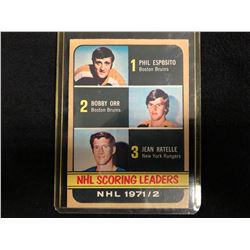 1 PHIL ESPOSITO
Boston Bruins
2 BOBBY ORR
Boston Bruins
3 JEAN RATELLE
New York Rangers
NHL SCORING LEADERS
NHL 1971/2